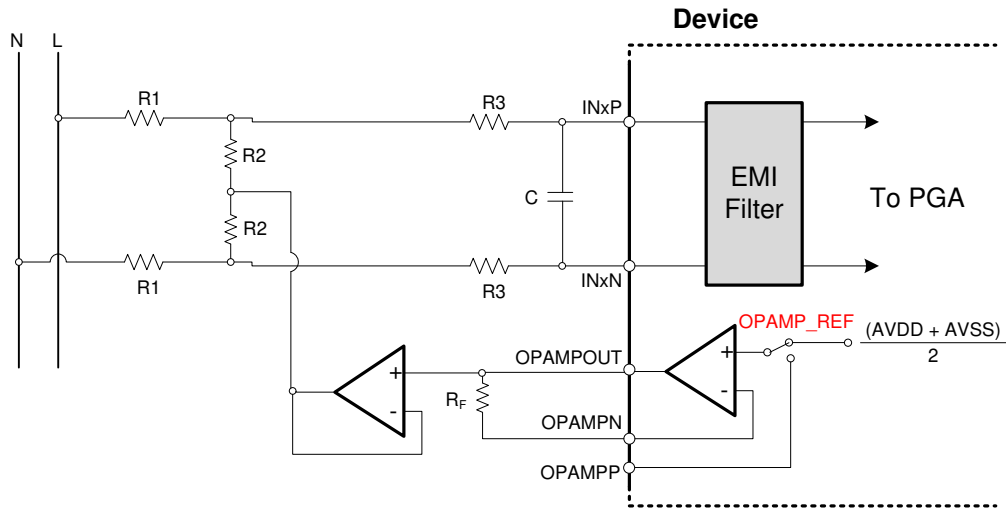 Device
N
L
R1
R3
INxP
R2
EMI
Filter
C
To PGA
R2
R1
R3
INxN
OPAMP_REF
(AVDD + AVSS)
2
OPAMPOUT
+
-
+
-
RF
OPAMPN
OPAMPP